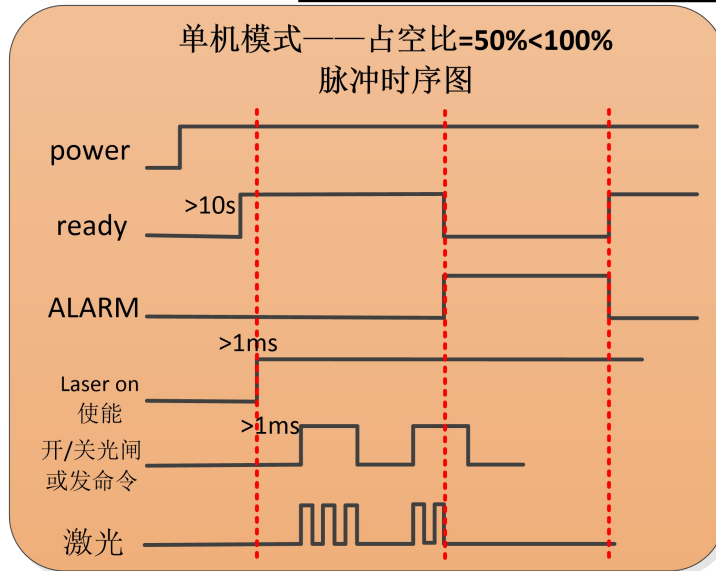 单机模式——占空比=50%<100%
脉冲时序图
power
>10s
ready
ALARM
>1ms
Laser on
使能
>1ms
开/关光闸
或发命令
激光